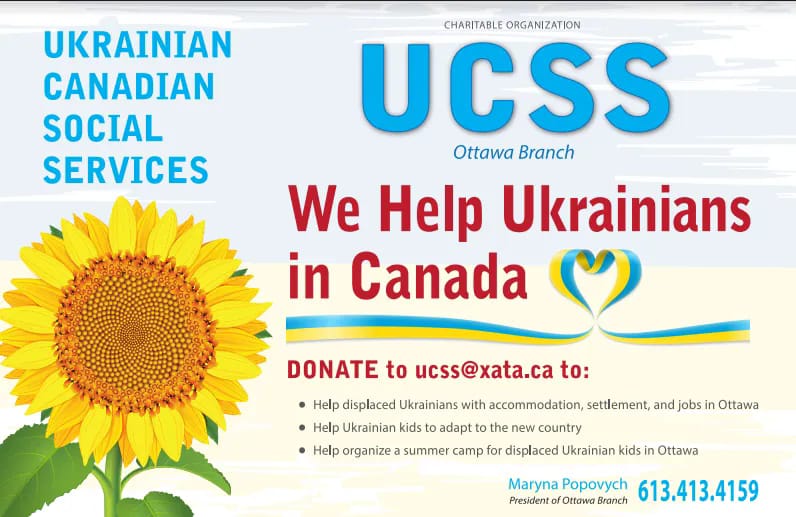 UKRAINIAN
CANADIAN
SOCIAL
SERVICES
CHARITABLE ORGANIZATION
UCSS
Ottawa Branch
We Help Ukrainians
in Canada
DONATE to ucss@xata.ca to:
• Help displaced Ukrainians with accommodation, settlement, and jobs in Ottawa
• Help Ukrainian kids to adapt to the new country
• Help organize a summer camp for displaced Ukrainian kids in Ottawa
Maryna Popovych
President of Ottawa Branch
613.413.4159